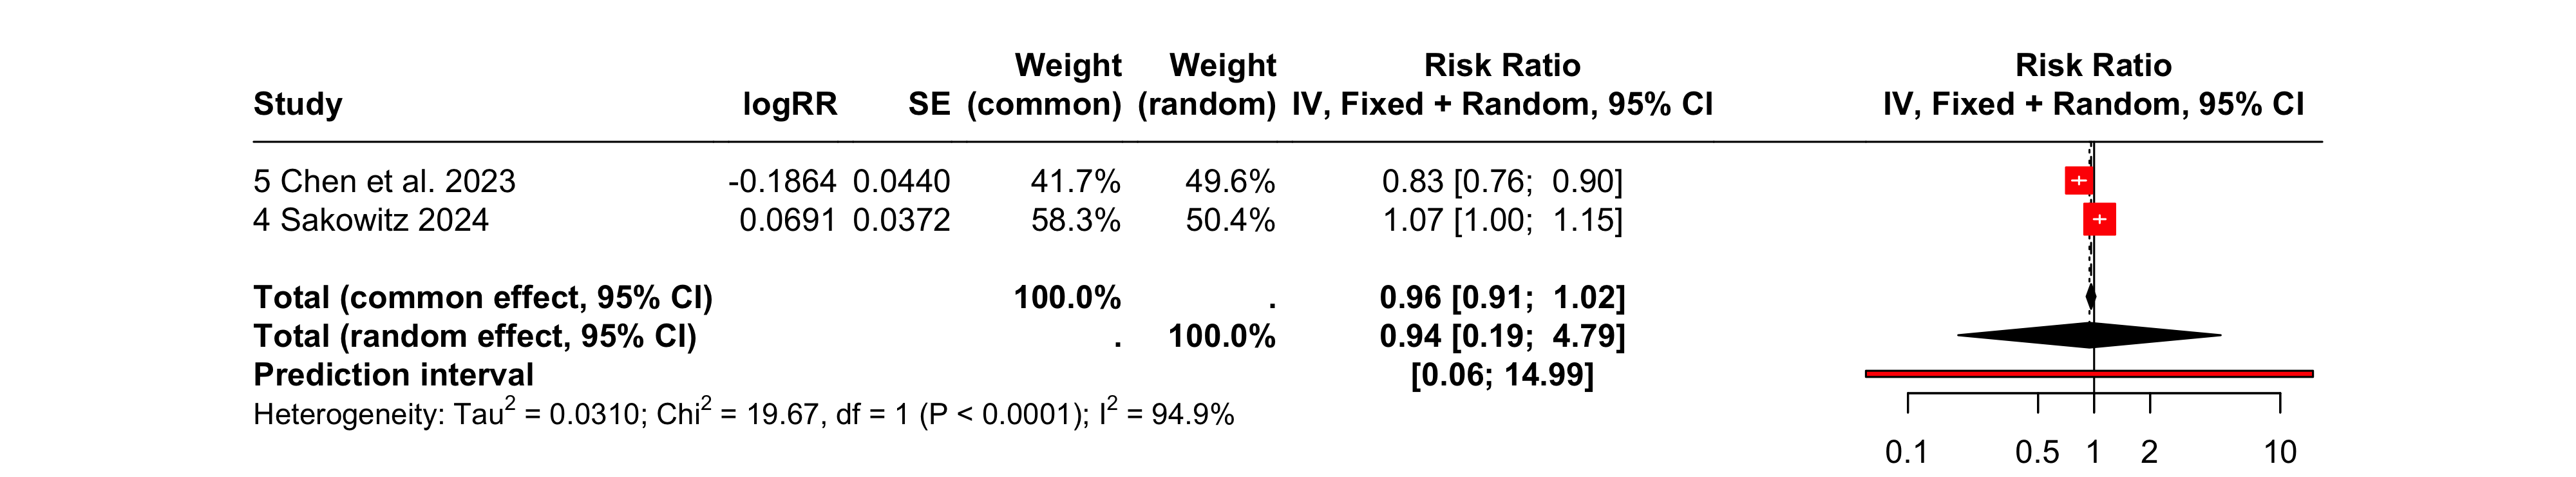 Weight Weight Risk Ratio Risk Ratio
Study logRR SE (common) (random) IV, Fixed + Random, 95% CI IV, Fixed + Random, 95% CI
5 Chen et al. 2023 -0.1864 0.0440 41.7% 49.6% 0.83 [0.76; 0.90]
4 Sakowitz 2024 0.0691 0.0372 58.3% 50.4% 1.07 [1.00; 1.15]
Total (common effect, 95% CI) 100.0% . 0.96 [0.91; 1.02]
Total (random effect, 95% CI) . 100.0% 0.94 [0.19; 4.79]
Prediction interval [0.06; 14.99]
Heterogeneity: Tau² = 0.0310; Chi² = 19.67, df = 1 (P < 0.0001); I² = 94.9%
0.1 0.5 1 2 10